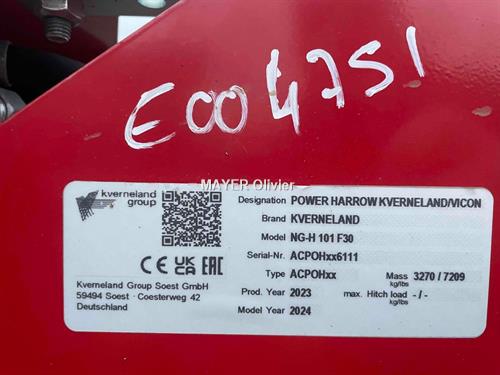 E004751
MAYER Olivier
kverneland group
Designation POWER HARROW KVERNELAND/VICON
Brand KVERNELAND
Model NG-H 101 F30
Serial-Nr. ACPOHxx6111
Type ACPOHxx Mass 3270 / 7209 kg/lbs
Prod. Year 2023 max. Hitch load - / - kg/lbs
Model Year 2024
CE UK CA EAC
Kverneland Group Soest GmbH
59494 Soest · Coesterweg 42
Deutschland